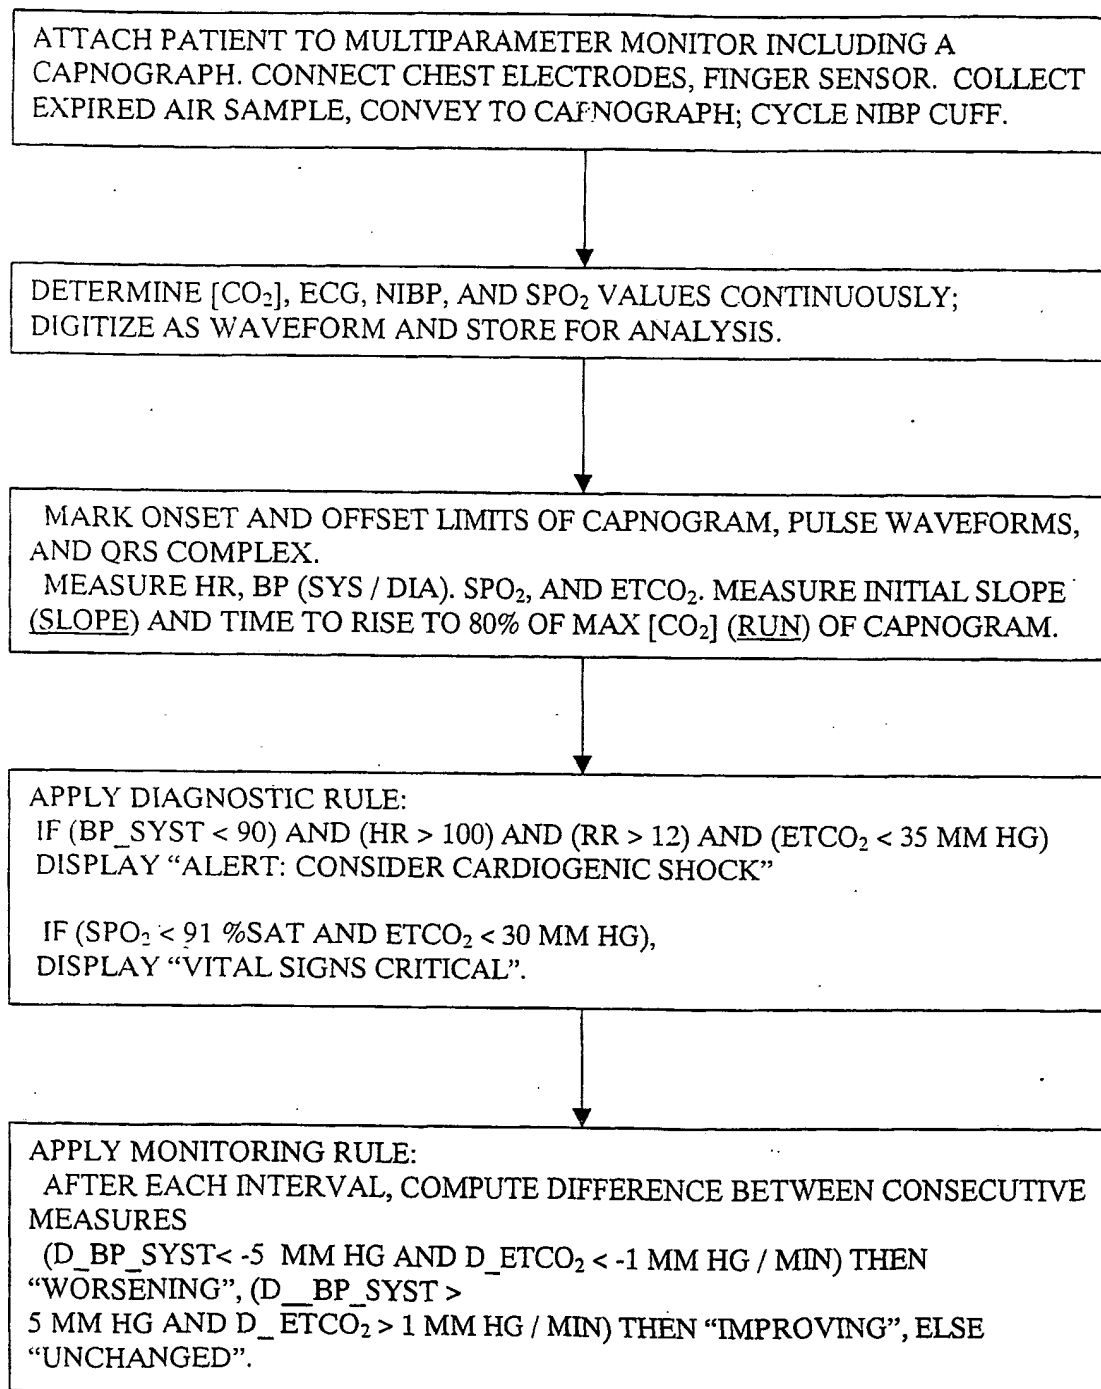 ATTACH PATIENT TO MULTIPARAMETER MONITOR INCLUDING A
CAPNOGRAPH. CONNECT CHEST ELECTRODES, FINGER SENSOR. COLLECT
EXPIRED AIR SAMPLE, CONVEY TO CAPNOGRAPH; CYCLE NIBP CUFF.
DETERMINE [CO₂], ECG, NIBP, AND SPO₂ VALUES CONTINUOUSLY;
DIGITIZE AS WAVEFORM AND STORE FOR ANALYSIS.
MARK ONSET AND OFFSET LIMITS OF CAPNOGRAM, PULSE WAVEFORMS,
AND QRS COMPLEX.
MEASURE HR, BP (SYS / DIA). SPO₂, AND ETCO₂. MEASURE INITIAL SLOPE
(SLOPE) AND TIME TO RISE TO 80% OF MAX [CO₂] (RUN) OF CAPNOGRAM.
APPLY DIAGNOSTIC RULE:
IF (BP_SYST < 90) AND (HR > 100) AND (RR > 12) AND (ETCO₂ < 35 MM HG)
DISPLAY “ALERT: CONSIDER CARDIOGENIC SHOCK”
IF (SPO₂ < 91 %SAT AND ETCO₂ < 30 MM HG),
DISPLAY “VITAL SIGNS CRITICAL”.
APPLY MONITORING RULE:
AFTER EACH INTERVAL, COMPUTE DIFFERENCE BETWEEN CONSECUTIVE
MEASURES
(D_BP_SYST< -5 MM HG AND D_ETCO₂ < -1 MM HG / MIN) THEN
“WORSENING”, (D__BP_SYST >
5 MM HG AND D_ETCO₂ > 1 MM HG / MIN) THEN “IMPROVING”, ELSE
“UNCHANGED”.